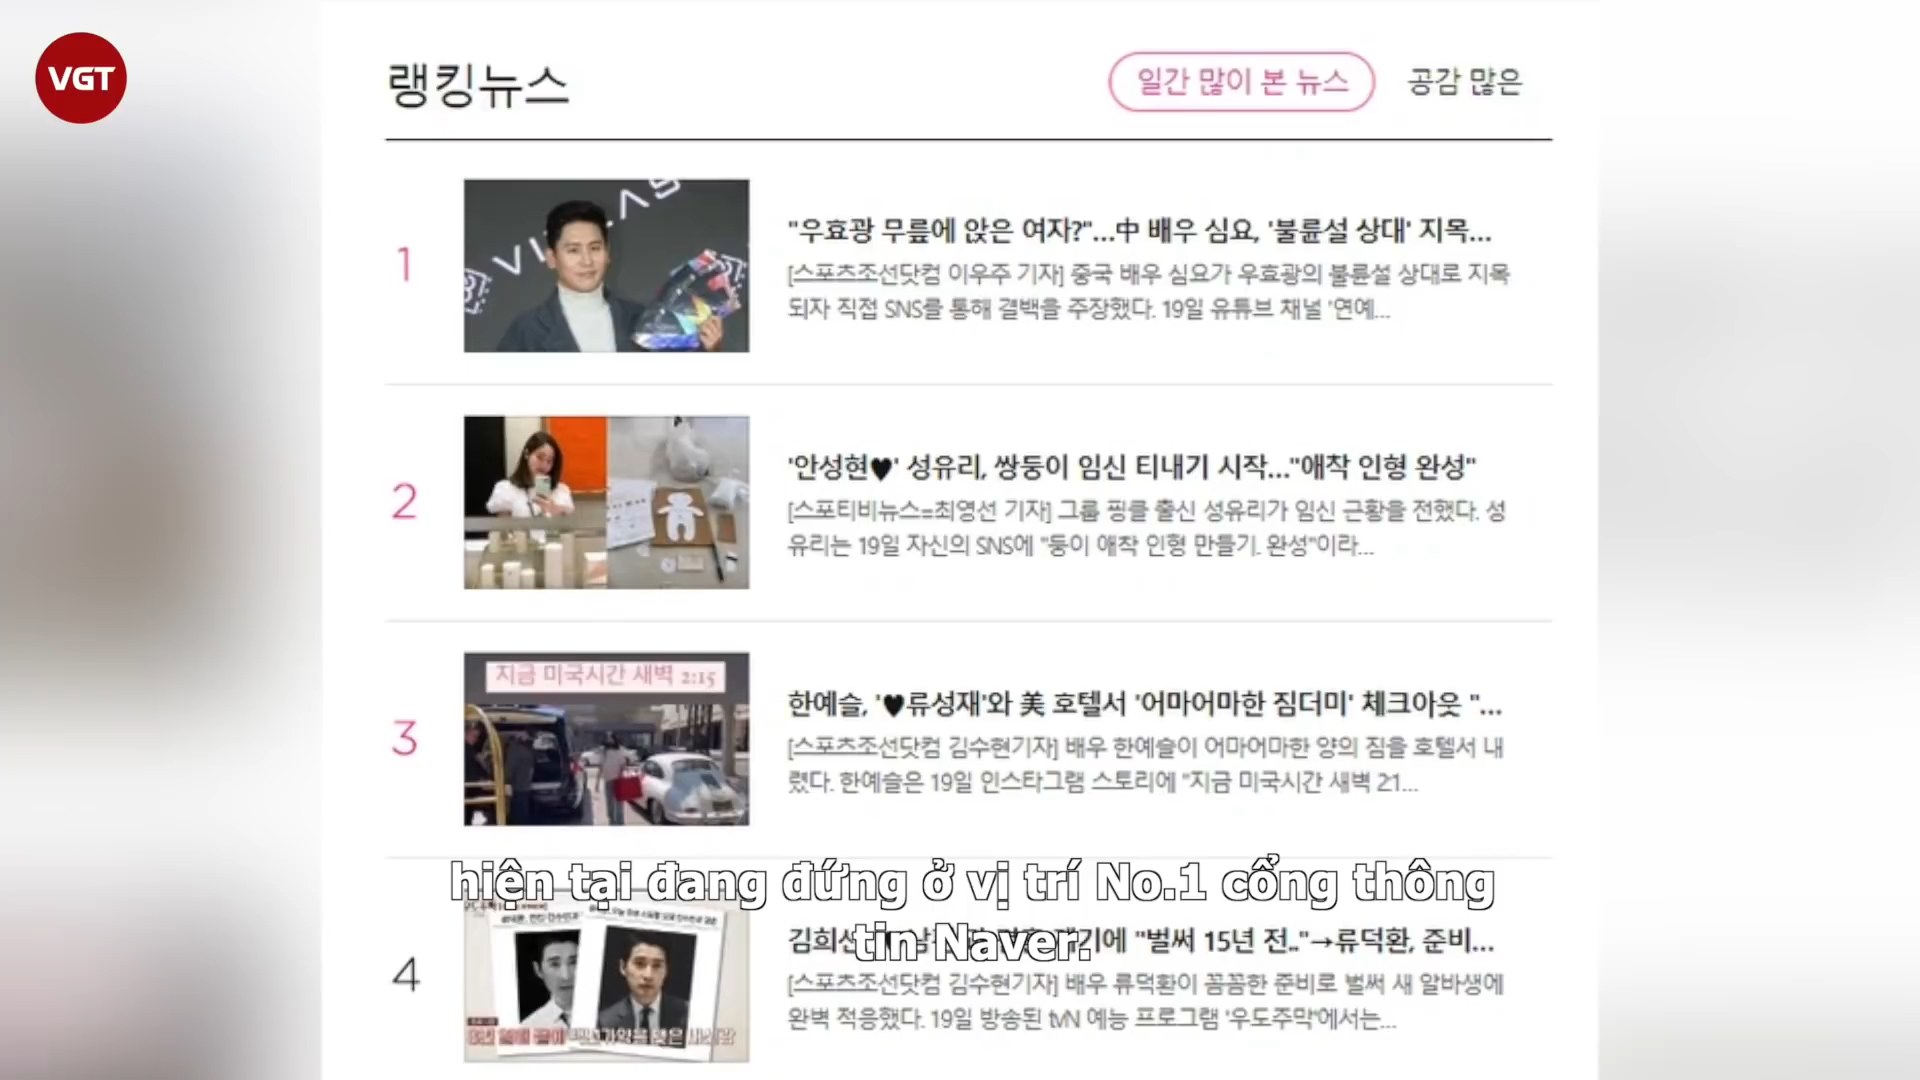 VGT
랭킹뉴스
일간 많이 본 뉴스
공감 많은
1
"우효광 무릎에 앉은 여자?"...中 배우 심요, '불륜설 상대' 지목...
[스포츠조선닷컴 이우주 기자] 중국 배우 심요가 우효광의 불륜설 상대로 지목
되자 직접 SNS를 통해 결백을 주장했다. 19일 유튜브 채널 '연예...
2
'안성현♥' 성유리, 쌍둥이 임신 티내기 시작..."애착 인형 완성"
[스포티비뉴스=최영선 기자] 그룹 핑클 출신 성유리가 임신 근황을 전했다. 성
유리는 19일 자신의 SNS에 "둥이 애착 인형 만들기. 완성"이라...
3
지금 미국시간 새벽 2:15
한예슬, '♥류성재'와 美 호텔서 '어마어마한 짐더미' 체크아웃 "...
[스포츠조선닷컴 김수현기자] 배우 한예슬이 어마어마한 양의 짐을 호텔서 내
렸다. 한예슬은 19일 인스타그램 스토리에 "지금 미국시간 새벽 21...
hiện tại đang đứng ở vị trí No.1 cổng thông
tin Naver.
4
김희선 "벌써 15년 전.."→류덕환, 준비...
[스포츠조선닷컴 김수현기자] 배우 류덕환이 꼼꼼한 준비로 벌써 새 알바생에
완벽 적응했다. 19일 방송된 tvN 예능 프로그램 '우도주막'에서는...